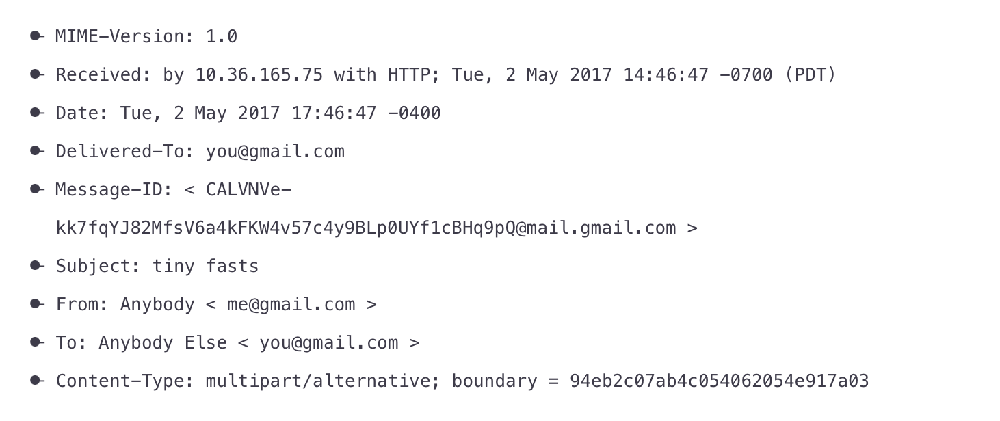 MIME-Version: 1.0
Received: by 10.36.165.75 with HTTP; Tue, 2 May 2017 14:46:47 -0700 (PDT)
Date: Tue, 2 May 2017 17:46:47 -0400
Delivered-To: you@gmail.com
Message-ID: < CALVNVe-
kk7fqYJ82MfsV6a4kFKW4v57c4y9BLp0UYf1cBHq9pQ@mail.gmail.com >
Subject: tiny fasts
From: Anybody < me@gmail.com >
To: Anybody Else < you@gmail.com >
Content-Type: multipart/alternative; boundary = 94eb2c07ab4c054062054e917a03